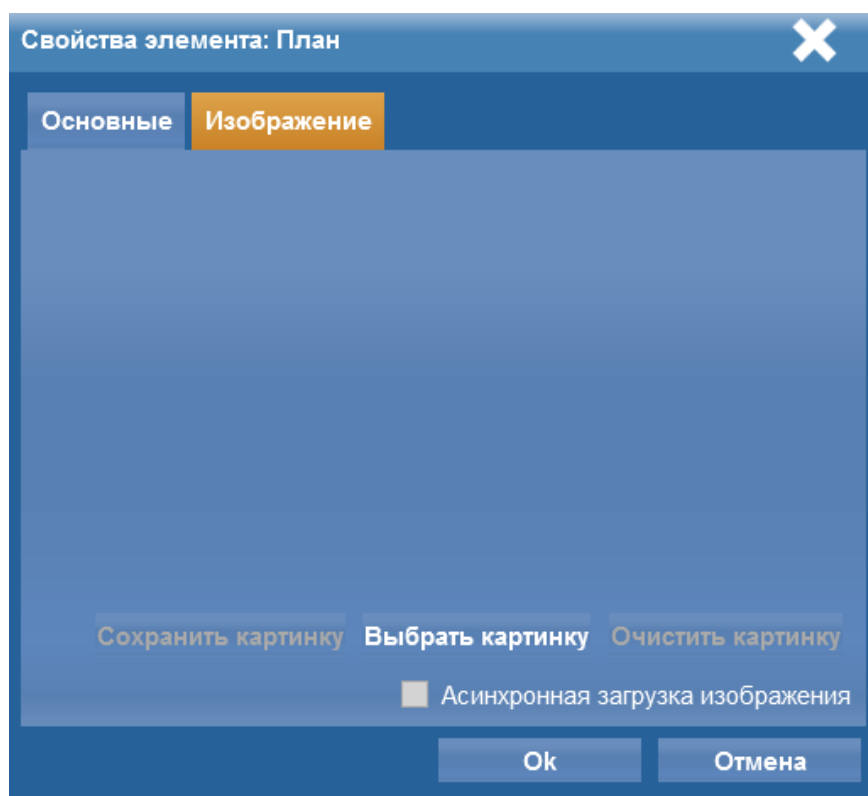 Свойства элемента: План
Основные Изображение
Сохранить картинку Выбрать картинку Очистить картинку
Асинхронная загрузка изображения
Ok Отмена